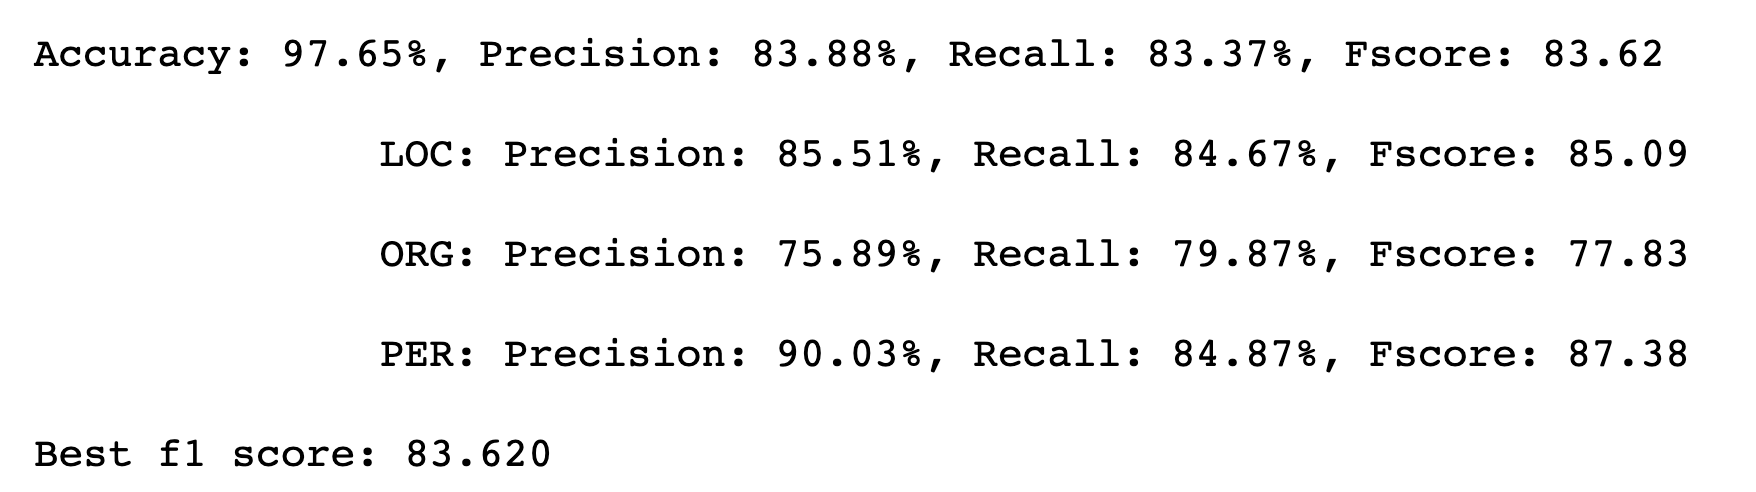 Accuracy: 97.65%, Precision: 83.88%, Recall: 83.37%, Fscore: 83.62
LOC: Precision: 85.51%, Recall: 84.67%, Fscore: 85.09
ORG: Precision: 75.89%, Recall: 79.87%, Fscore: 77.83
PER: Precision: 90.03%, Recall: 84.87%, Fscore: 87.38
Best f1 score: 83.620